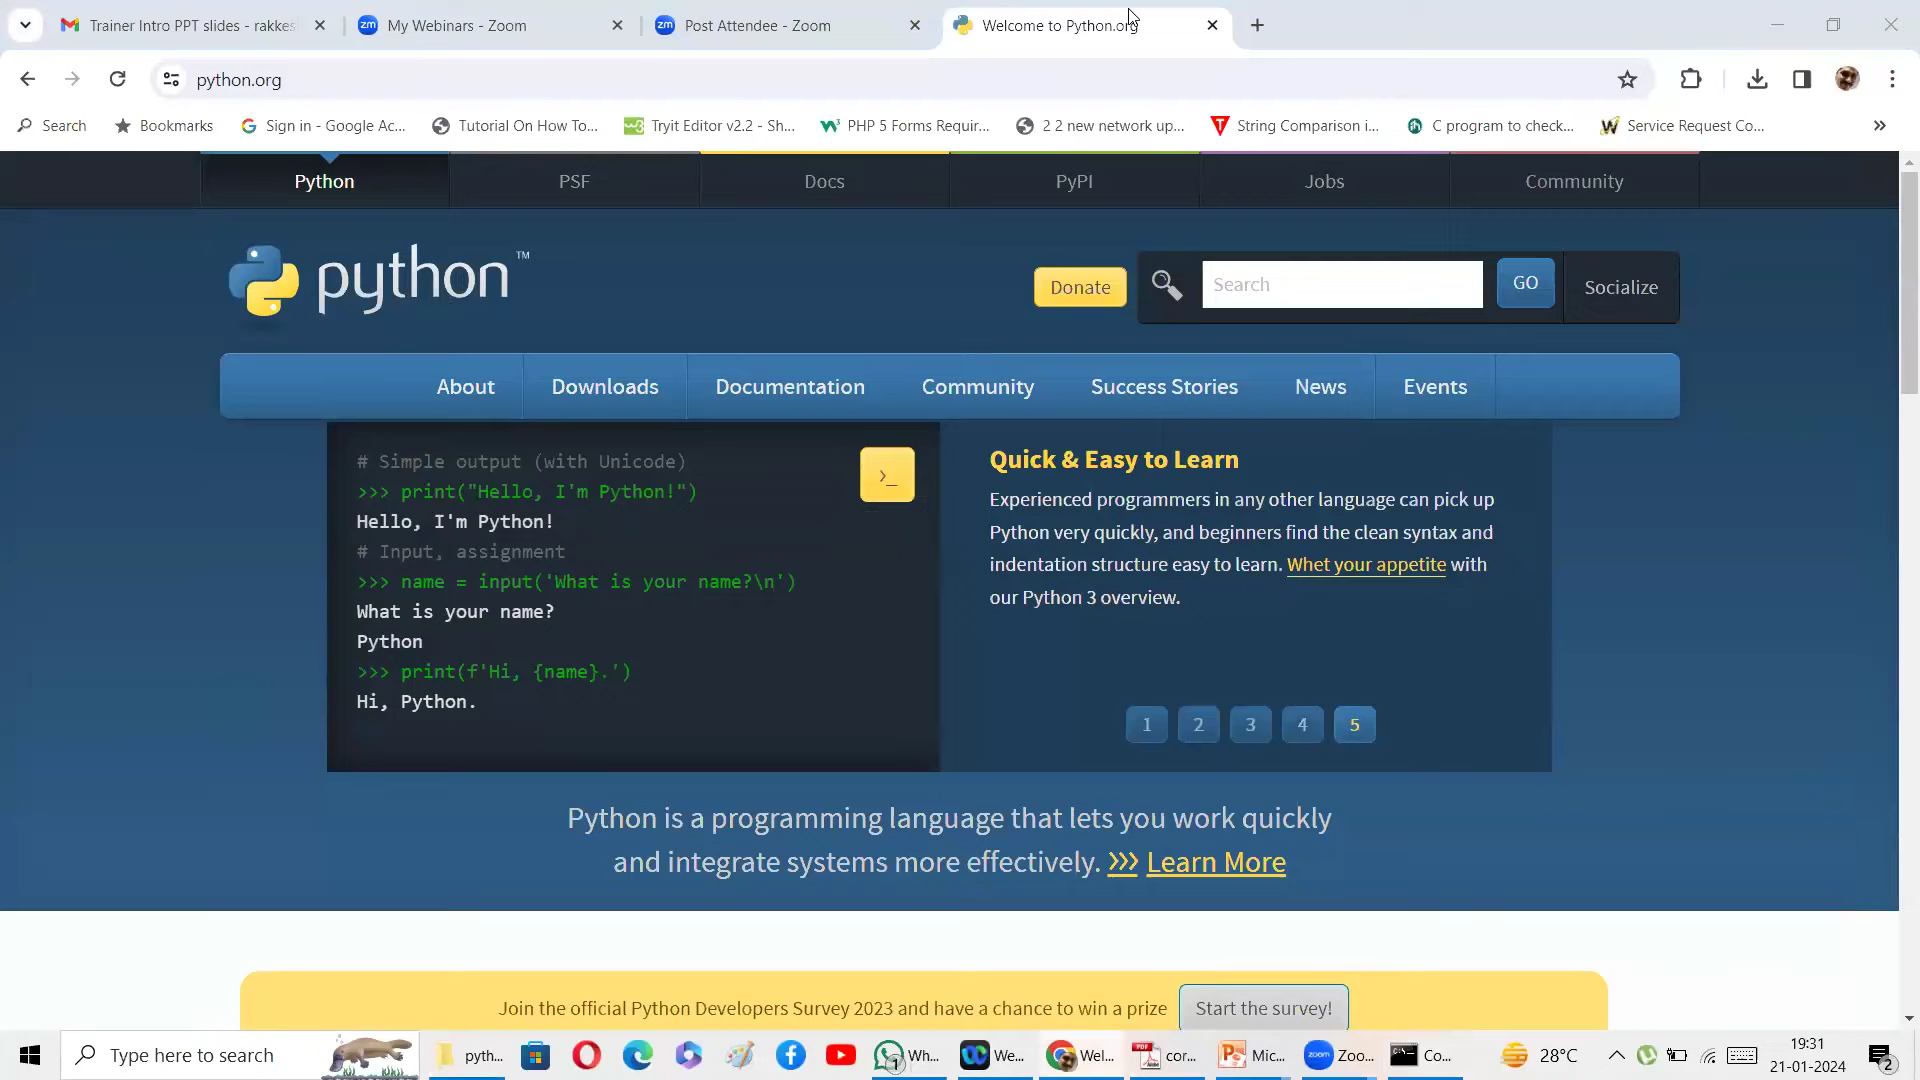 Trainer Intro PPT slides - rakkes
My Webinars - Zoom
Post Attendee - Zoom
Welcome to Python.org
python.org
Search
Bookmarks
Sign in - Google Ac...
Tutorial On How To...
Tryit Editor v2.2 - Sh...
PHP 5 Forms Requir...
2 2 new network up...
String Comparison i...
C program to check...
Service Request Co...
Python
PSF
Docs
PyPI
Jobs
Community
python™
Donate
Search
GO
Socialize
About
Downloads
Documentation
Community
Success Stories
News
Events
# Simple output (with Unicode)
>>> print("Hello, I'm Python!")
Hello, I'm Python!
# Input, assignment
>>> name = input('What is your name?\n')
What is your name?
Python
>>> print(f'Hi, {name}.')
Hi, Python.
>_
Quick & Easy to Learn
Experienced programmers in any other language can pick up
Python very quickly, and beginners find the clean syntax and
indentation structure easy to learn. Whet your appetite with
our Python 3 overview.
1 2 3 4 5
Python is a programming language that lets you work quickly
and integrate systems more effectively. >>> Learn More
Join the official Python Developers Survey 2023 and have a chance to win a prize
Start the survey!
Type here to search
pyth...
Wh...
We...
Wel...
cor...
Mic...
zoom
Zoo...
Co...
28°C
19:31
21-01-2024
2